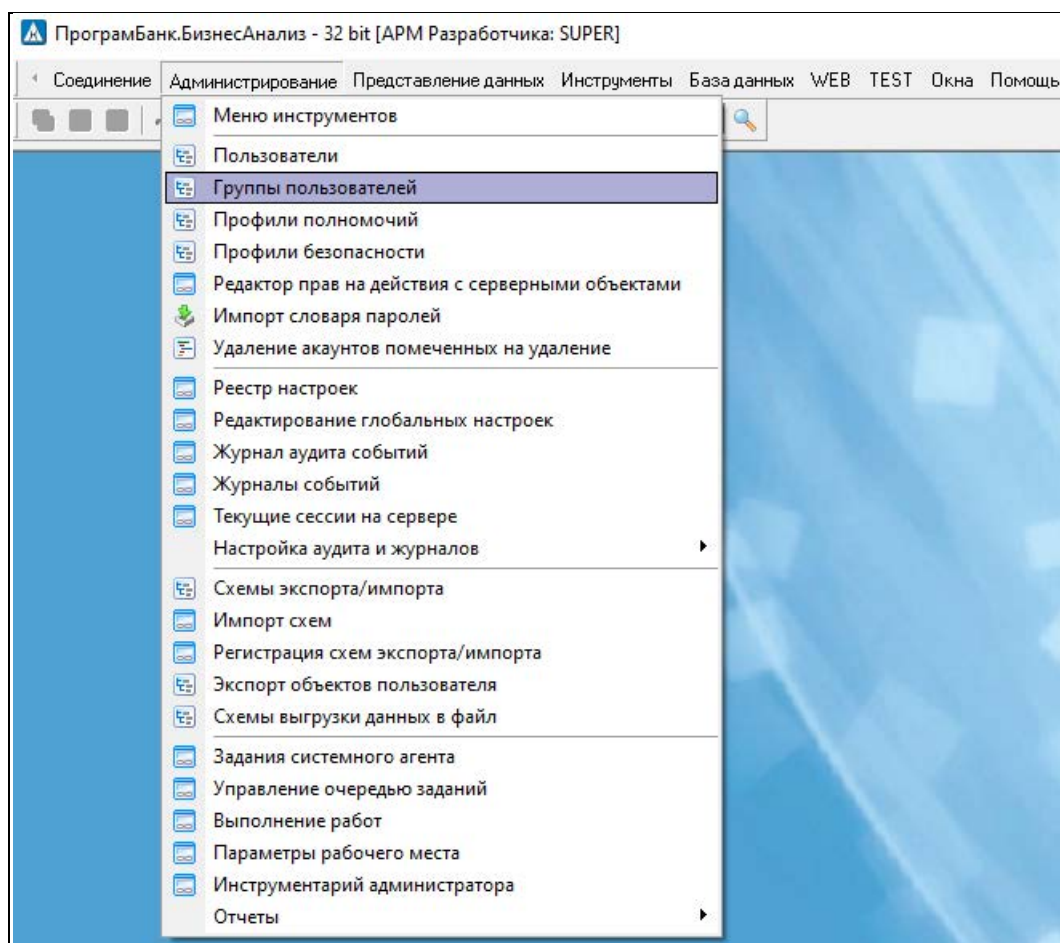 ПрограмБанк.БизнесАнализ - 32 bit [АРМ Разработчика: SUPER]
Соединение Администрирование Представление данных Инструменты База данных WEB TEST Окна Помощь
Меню инструментов
Пользователи
Группы пользователей
Профили полномочий
Профили безопасности
Редактор прав на действия с серверными объектами
Импорт словаря паролей
Удаление акаунтов помеченных на удаление
Реестр настроек
Редактирование глобальных настроек
Журнал аудита событий
Журналы событий
Текущие сессии на сервере
Настройка аудита и журналов
Схемы экспорта/импорта
Импорт схем
Регистрация схем экспорта/импорта
Экспорт объектов пользователя
Схемы выгрузки данных в файл
Задания системного агента
Управление очередью заданий
Выполнение работ
Параметры рабочего места
Инструментарий администратора
Отчеты